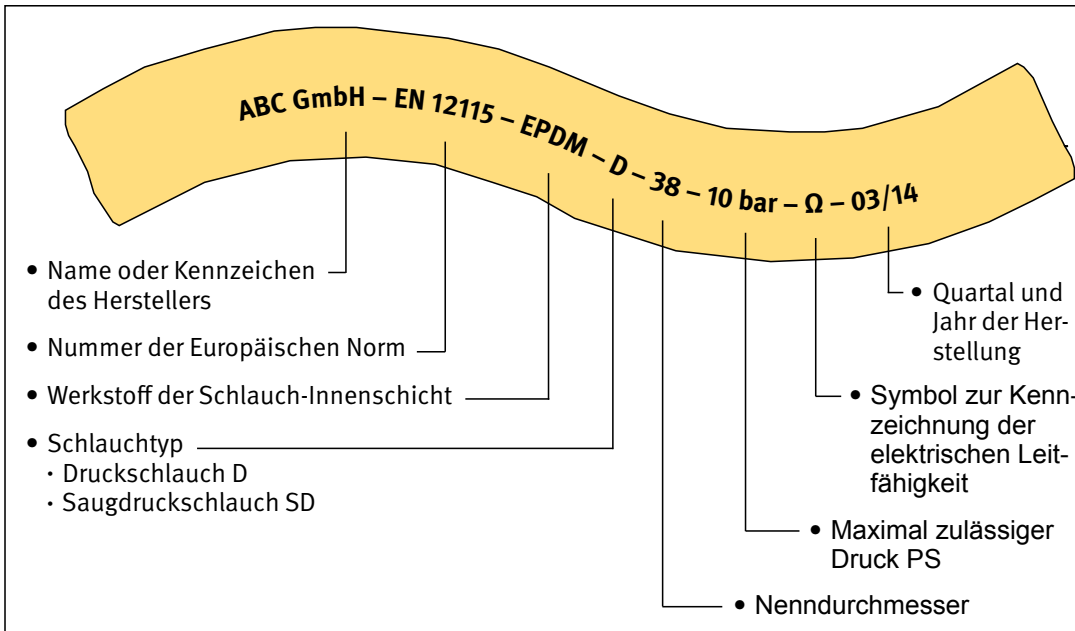 ABC GmbH – EN 12115 – EPDM – D – 38 – 10 bar – Ω – 03/14
• Name oder Kennzeichen
des Herstellers
• Nummer der Europäischen Norm
• Werkstoff der Schlauch-Innenschicht
• Schlauchtyp
· Druckschlauch D
· Saugdruckschlauch SD
• Quartal und
Jahr der Her-
stellung
• Symbol zur Kenn-
zeichnung der
elektrischen Leit-
fähigkeit
• Maximal zulässiger
Druck PS
• Nenndurchmesser